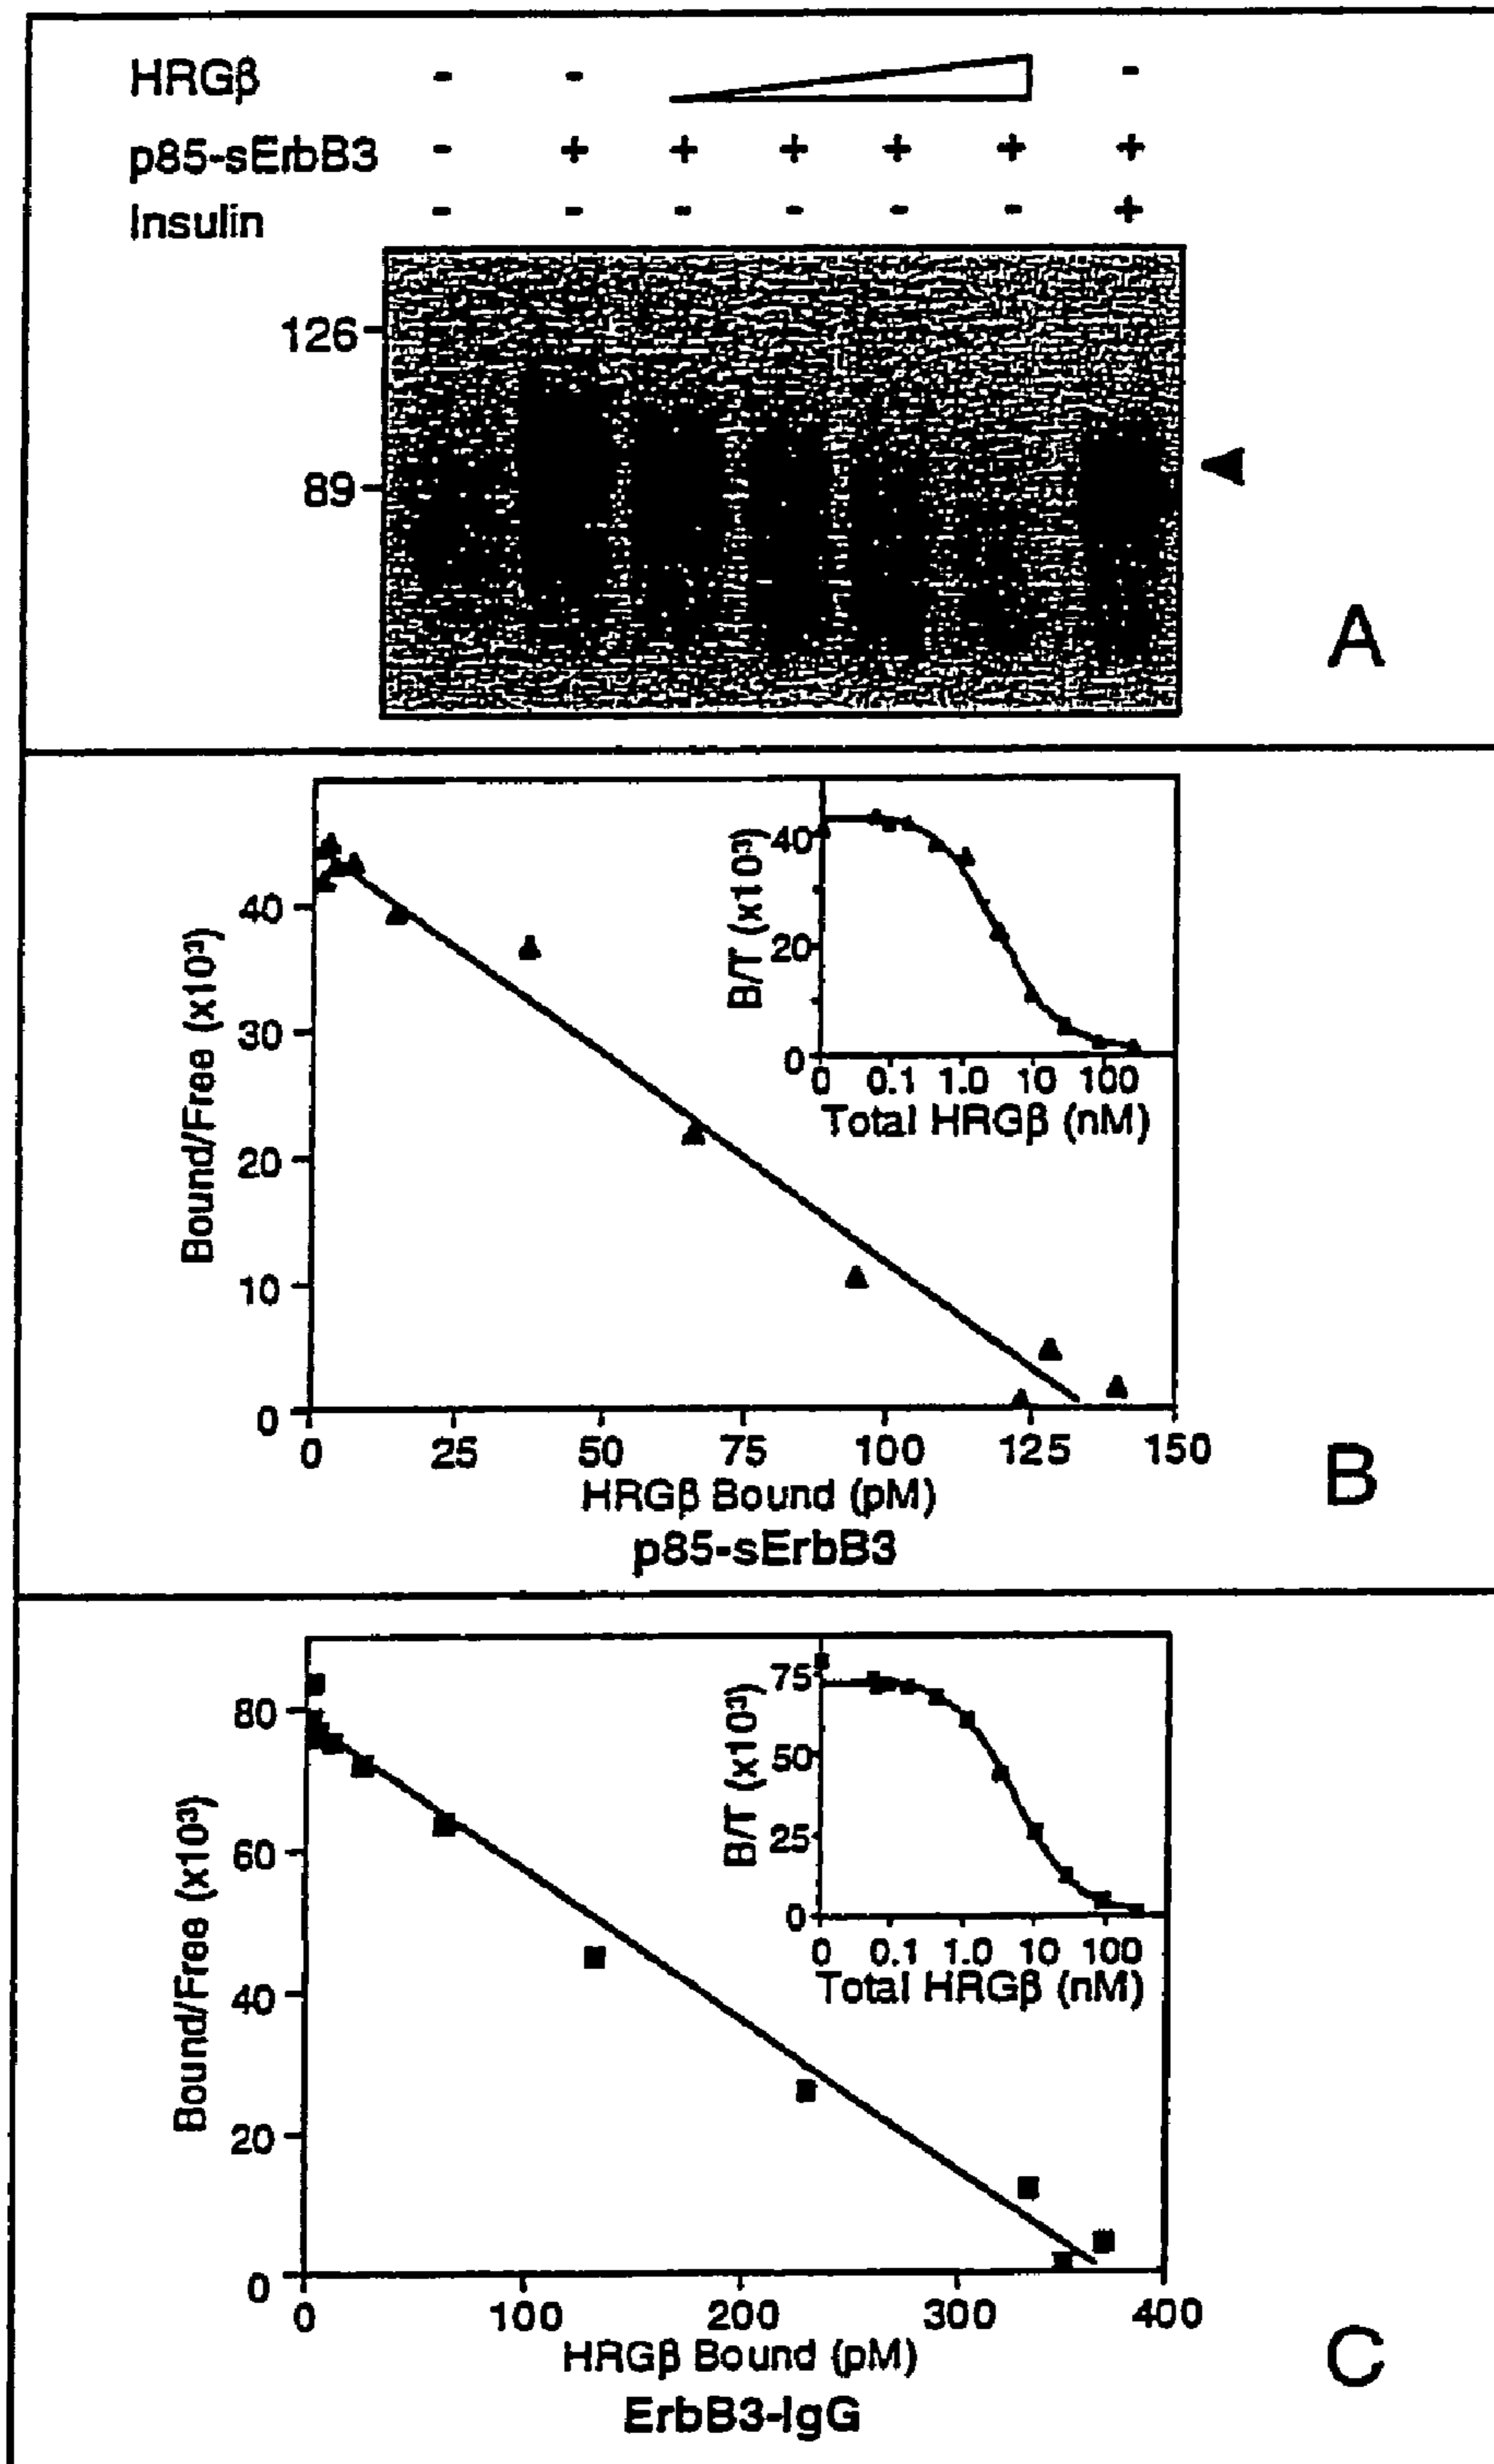 HRGβ - - -
p85-sErbB3 - + + + + + +
Insulin - - - - - - +
126
89
A
40
30
20
10
0
Bound/Free (x10³)
0 25 50 75 100 125 150
HRGβ Bound (pM)
p85-sErbB3
B/T (x10³)
40
20
0
0 0.1 1.0 10 100
Total HRGβ (nM)
B
80
60
40
20
0
Bound/Free (x10³)
0 100 200 300 400
HRGβ Bound (pM)
ErbB3-IgG
B/T (x10³)
75
50
25
0
0 0.1 1.0 10 100
Total HRGβ (nM)
C